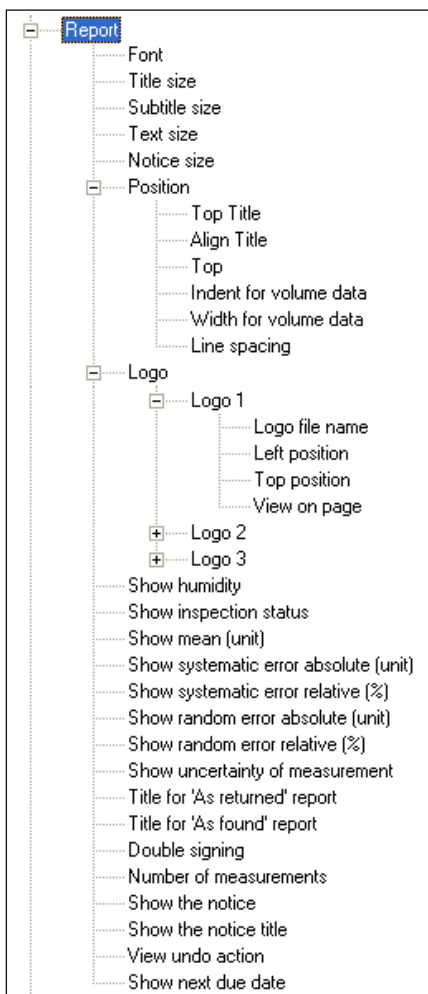 Report
Font
Title size
Subtitle size
Text size
Notice size
Position
Top Title
Align Title
Top
Indent for volume data
Width for volume data
Line spacing
Logo
Logo 1
Logo file name
Left position
Top position
View on page
Logo 2
Logo 3
Show humidity
Show inspection status
Show mean (unit)
Show systematic error absolute (unit)
Show systematic error relative (%)
Show random error absolute (unit)
Show random error relative (%)
Show uncertainty of measurement
Title for 'As returned' report
Title for 'As found' report
Double signing
Number of measurements
Show the notice
Show the notice title
View undo action
Show next due date